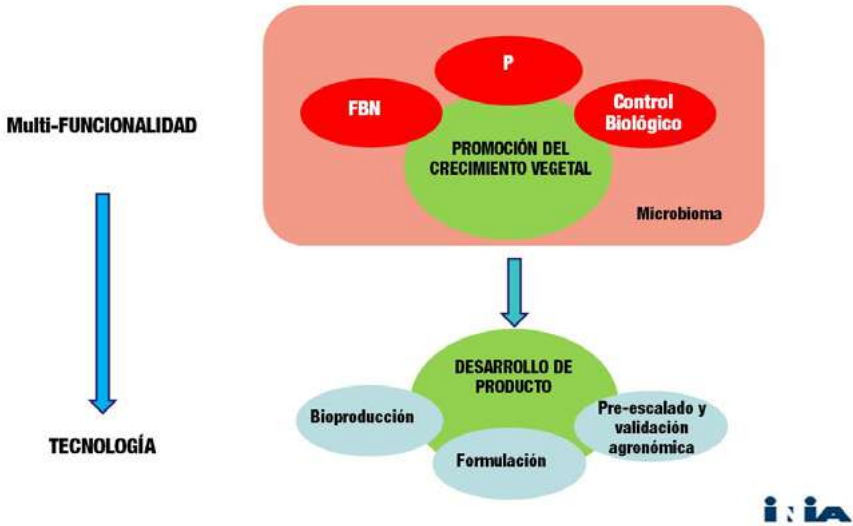 P
FBN
Control
Biológico
Multi-FUNCIONALIDAD
PROMOCIÓN DEL
CRECIMIENTO VEGETAL
Microbioma
DESARROLLO DE
PRODUCTO
Bioproducción
Pre-escalado y
validación
agronómica
TECNOLOGÍA
Formulación
iNiA